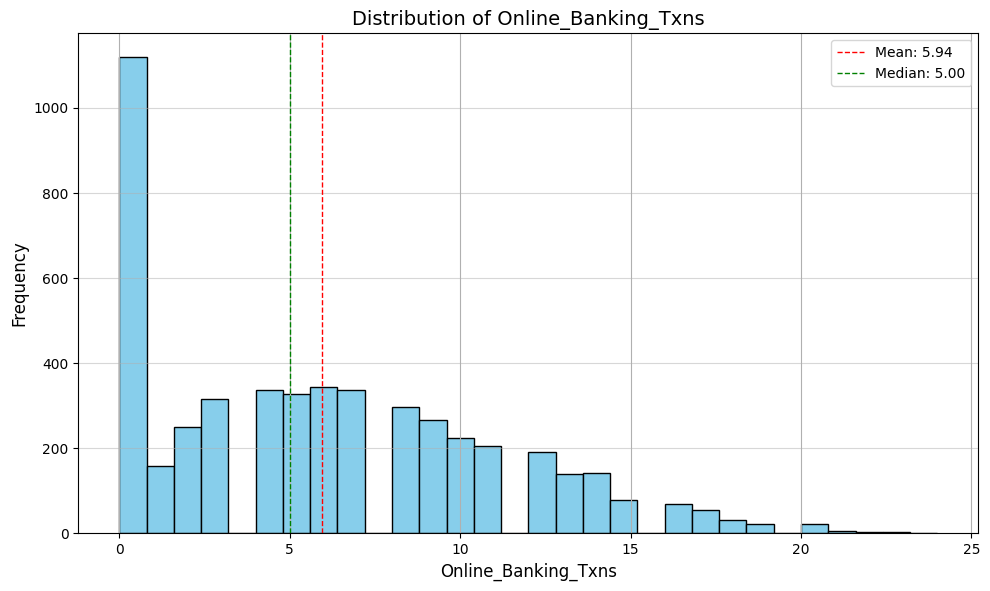 Distribution of Online_Banking_Txns
Mean: 5.94
Median: 5.00
Frequency
1000
800
600
400
200
0
0 5 10 15 20 25
Online_Banking_Txns